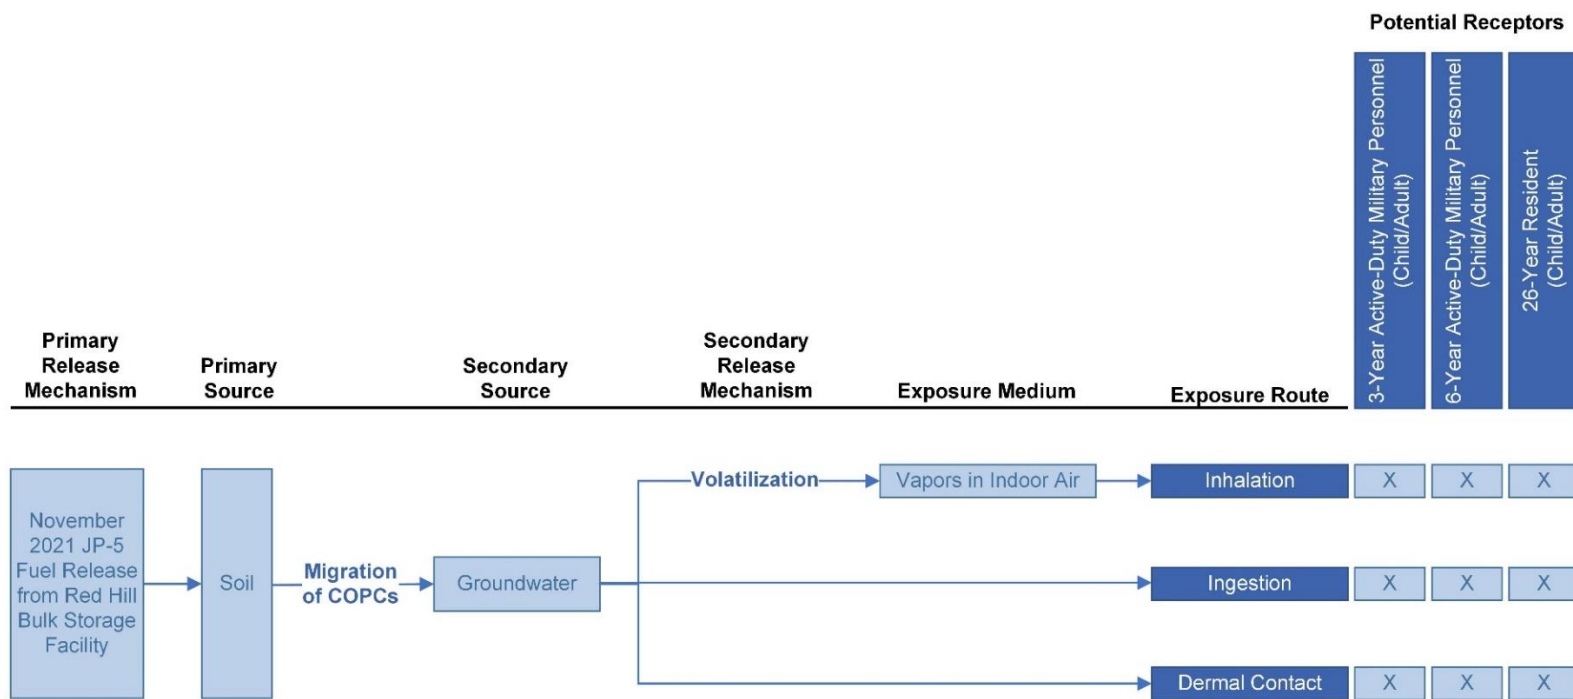 Potential Receptors
3-Year Active-Duty Military Personnel
(Child/Adult)
6-Year Active-Duty Military Personnel
(Child/Adult)
26-Year Resident
(Child/Adult)
Primary
Release
Mechanism
Primary
Source
Secondary
Source
Secondary
Release
Mechanism
Exposure Medium
Exposure Route
November
2021 JP-5
Fuel Release
from Red Hill
Bulk Storage
Facility
Soil
Migration
of COPCs
Groundwater
Volatilization
Vapors in Indoor Air
Inhalation
X
X
X
Ingestion
X
X
X
Dermal Contact
X
X
X